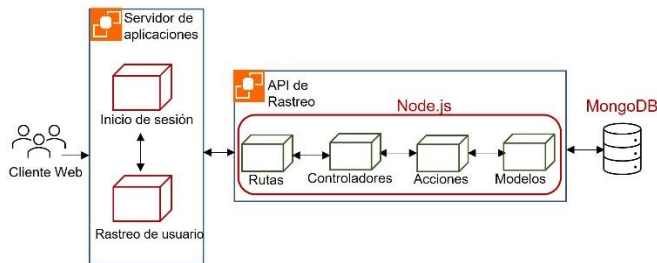 Servidor de
aplicaciones
Inicio de sesión
Rastreo de usuario
Cliente Web
API de
Rastreo
Node.js
Rutas
Controladores
Acciones
Modelos
MongoDB